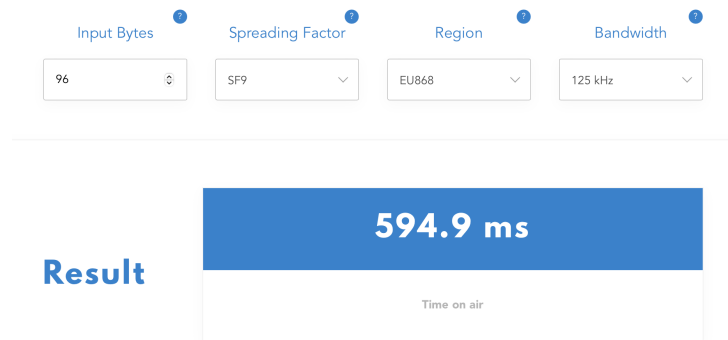 ? ? ? ?
Input Bytes Spreading Factor Region Bandwidth
96 SF9 EU868 125 kHz
594.9 ms
Result
Time on air